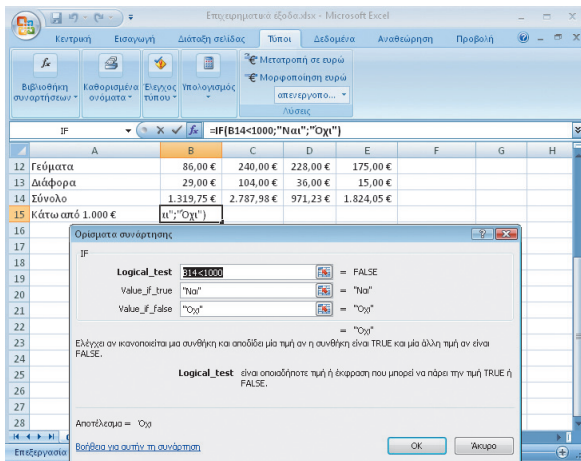 Επιχειρηματικά έξοδα.xlsx - Microsoft Excel
Κεντρική Εισαγωγή Διάταξη σελίδας Τύποι Δεδομένα Αναθεώρηση Προβολή
Βιβλιοθήκη συναρτήσεων
Καθορισμένα ονόματα
Έλεγχος τύπου
Υπολογισμός
Μετατροπή σε ευρώ
Μορφοποίηση ευρώ
απενεργοπο...
Λύσεις
IF =IF(B14<1000;"Ναι";"Όχι")
A B C D E F G H
12 Γεύματα 86,00 € 240,00 € 228,00 € 175,00 €
13 Διάφορα 29,00 € 104,00 € 36,00 € 15,00 €
14 Σύνολο 1.319,75 € 2.787,98 € 971,23 € 1.824,05 €
15 Κάτω από 1.000 € αι";"Όχι")
16
17
18
19
20
21
22
23
24
25
26
27
28
Ορίσματα συνάρτησης
IF
Logical_test B14<1000 = FALSE
Value_if_true "Ναι" = "Ναι"
Value_if_false "Όχι" = "Όχι"
= "Όχι"
Ελέγχει αν ικανοποιείται μια συνθήκη και αποδίδει μία τιμή αν η συνθήκη είναι TRUE και μία άλλη τιμή αν είναι
FALSE.
Logical_test είναι οποιαδήποτε τιμή ή έκφραση που μπορεί να πάρει την τιμή TRUE ή
FALSE.
Αποτέλεσμα = Όχι
Βοήθεια για αυτήν τη συνάρτηση OK Άκυρο
Επεξεργασία